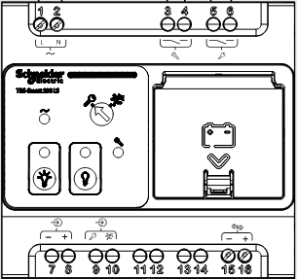 1 2 3 4 5 6
L N
Schneider
Electric
- + - +
7 8 9 10 11 12 13 14 15 16